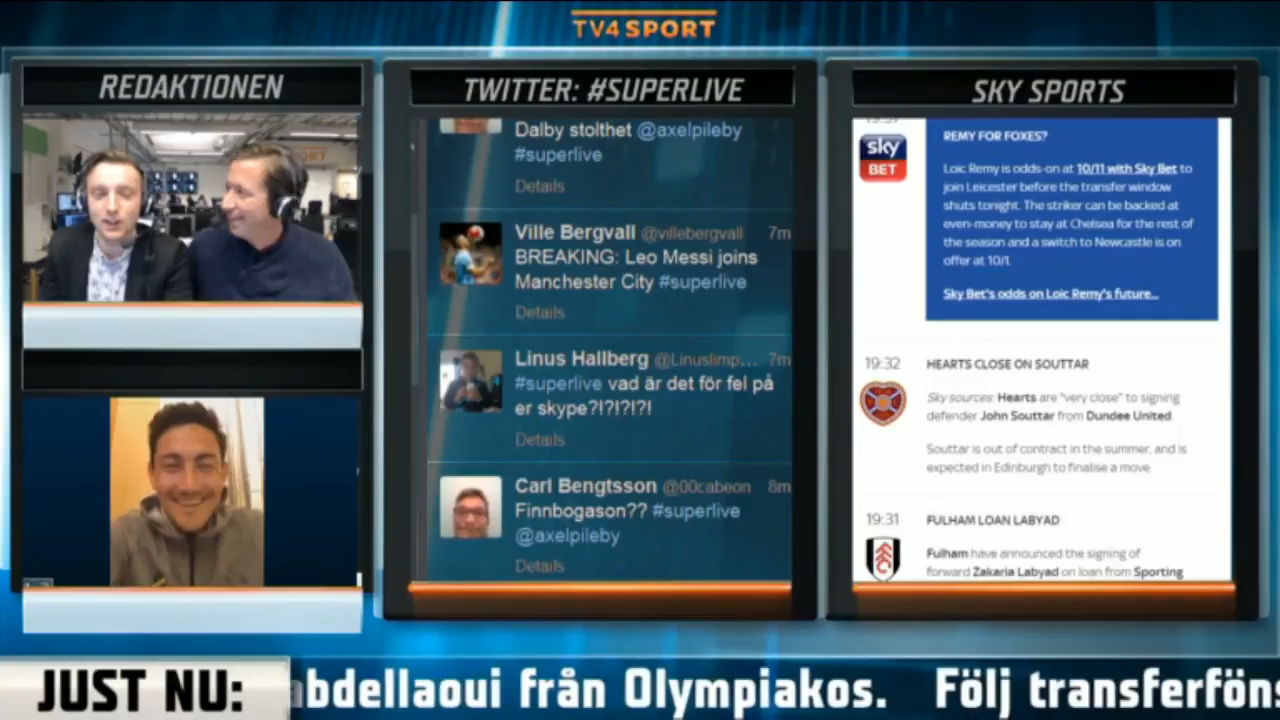 TV4 SPORT
REDAKTIONEN
TWITTER: #SUPERLIVE
Dalby stolthet @axelpileby
#superlive
Details
Ville Bergvall @villebergvall 7m
BREAKING: Leo Messi joins
Manchester City #superlive
Details
Linus Hallberg @Linuslimp... 7m
#superlive vad är det för fel på
er skype?!?!?!?!
Details
Carl Bengtsson @00cabeon 8m
Finnbogason?? #superlive
@axelpileby
Details
SKY SPORTS
sky
BET
REMY FOR FOXES?
Loic Remy is odds-on at 10/11 with Sky Bet to
join Leicester before the transfer window
shuts tonight. The striker can be backed at
even-money to stay at Chelsea for the rest of
the season and a switch to Newcastle is on
offer at 10/1.
Sky Bet's odds on Loic Remy's future...
19:32 HEARTS CLOSE ON SOUTTAR
Sky sources: Hearts are "very close" to signing
defender John Souttar from Dundee United.
Souttar is out of contract in the summer, and is
expected in Edinburgh to finalise a move.
19:31 FULHAM LOAN LABYAD
Fulham have announced the signing of
forward Zakaria Labyad on loan from Sporting
JUST NU: abdellaoui från Olympiakos. Följ transferföns